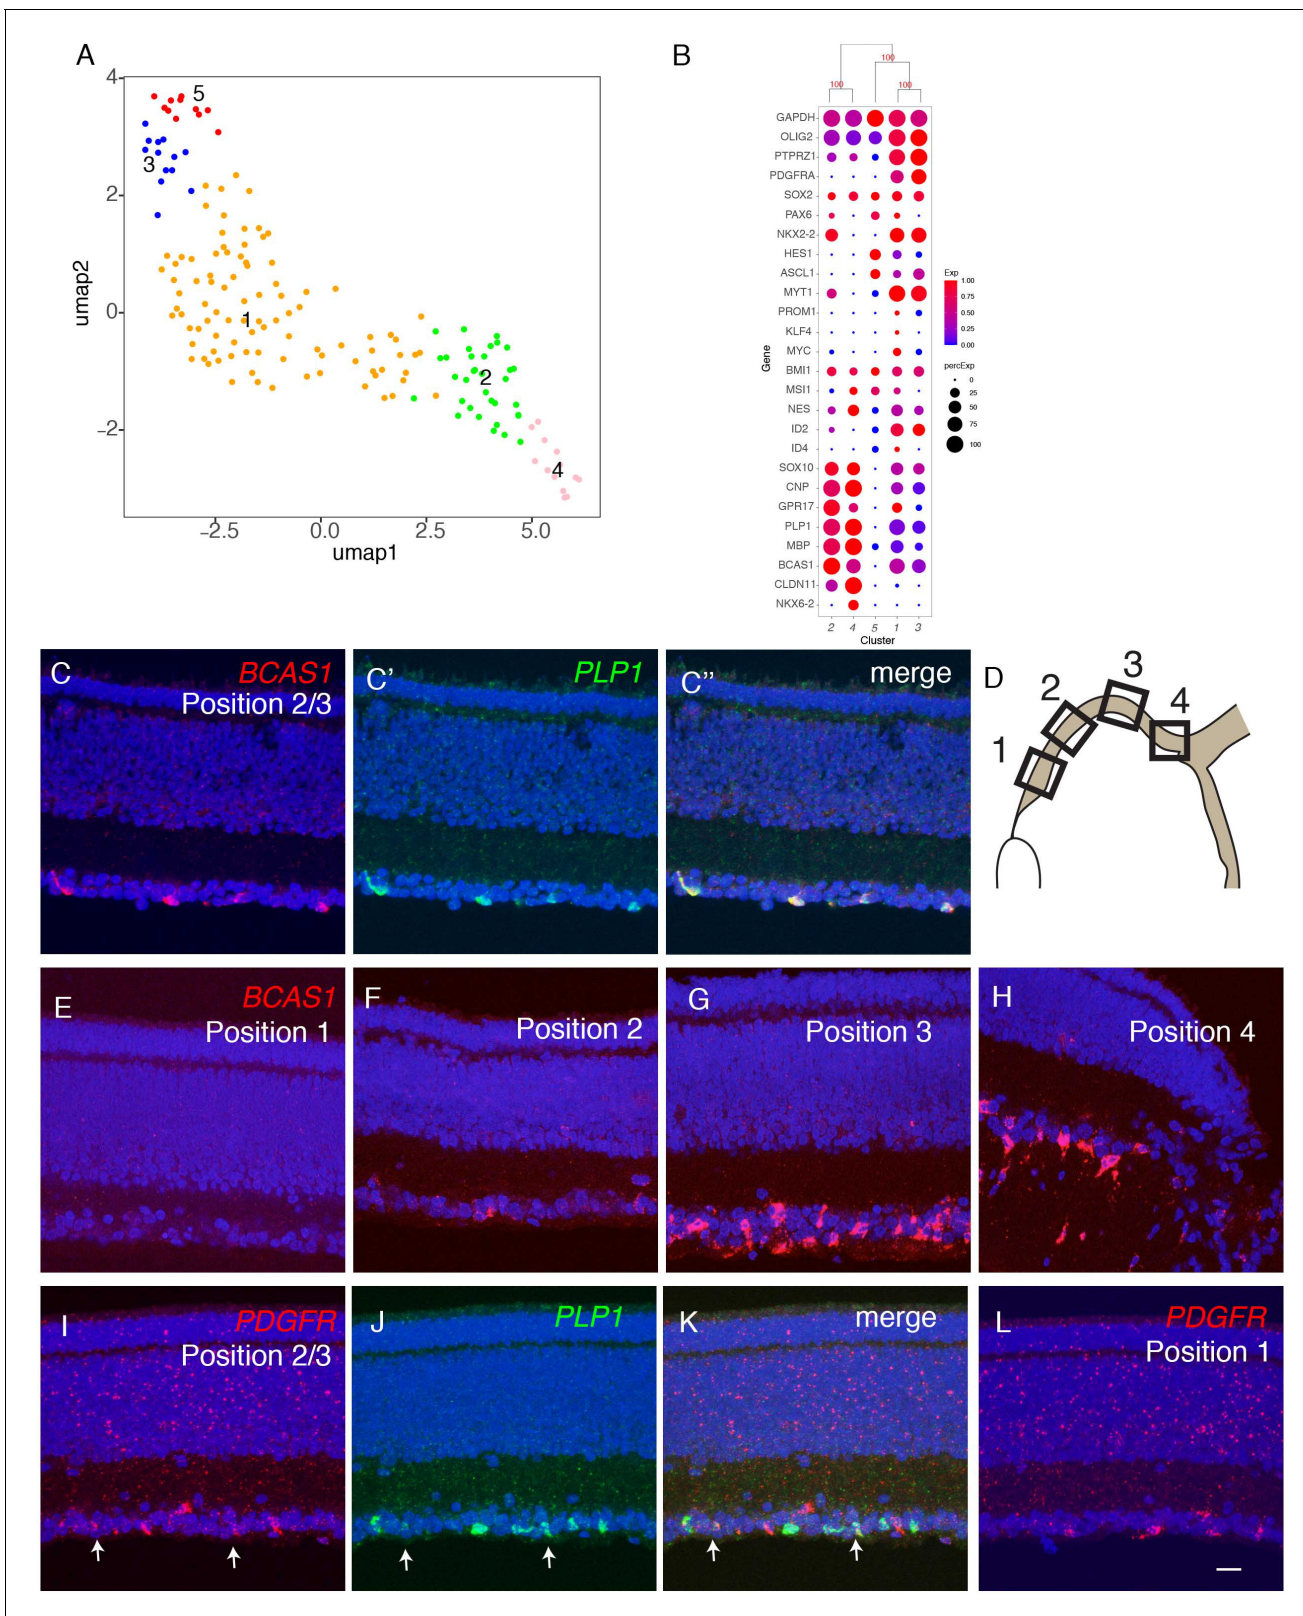 A
4
2
0
−2
−2.5
0.0
2.5
5.0
umap1
umap2
5
3
1
2
4
B
100
100
100
GAPDH
OLIG2
PTPRZ1
PDGFRA
SOX2
PAX6
NKX2-2
HES1
ASCL1
MYT1
PROM1
KLF4
MYC
BMI1
MSI1
NES
ID2
ID4
SOX10
CNP
GPR17
PLP1
MBP
BCAS1
CLDN11
NKX6-2
Gene
2 4 5 1 3
Cluster
Exp
1.00
0.75
0.50
0.25
0.00
percExp
0
25
50
75
100
C
BCAS1
Position 2/3
C'
PLP1
C''
merge
D
1
2
3
4
E
BCAS1
Position 1
F
Position 2
G
Position 3
H
Position 4
I
PDGFR
Position 2/3
J
PLP1
K
merge
L
PDGFR
Position 1